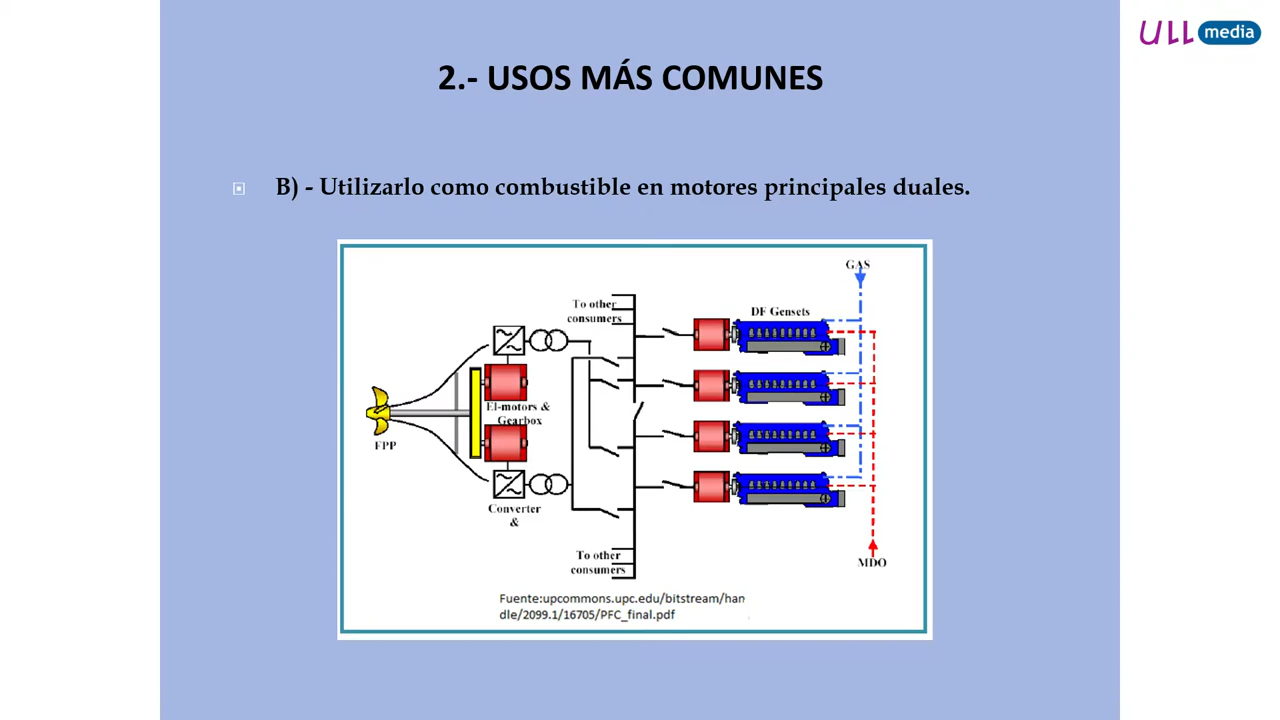 ULL media
2.- USOS MÁS COMUNES
B) - Utilizarlo como combustible en motores principales duales.
GAS
To other
consumers
DF Gensets
El-motors &
Gearbox
FPP
Converter
&
To other
consumers
MDO
Fuente:upcommons.upc.edu/bitstream/han
dle/2099.1/16705/PFC_final.pdf